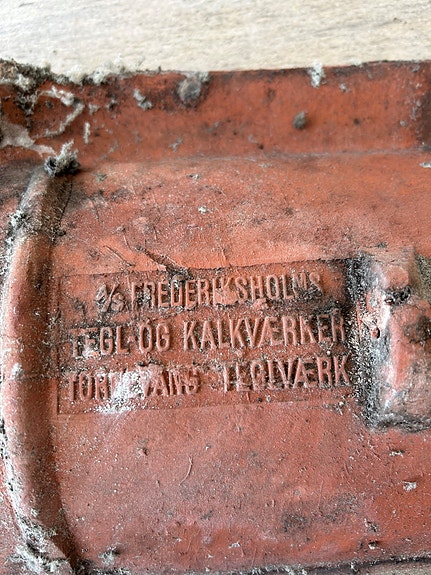 A/S FREDERIKSHOLMS
TEGL-OG KALKVÆRKER
TEGLVÆRK